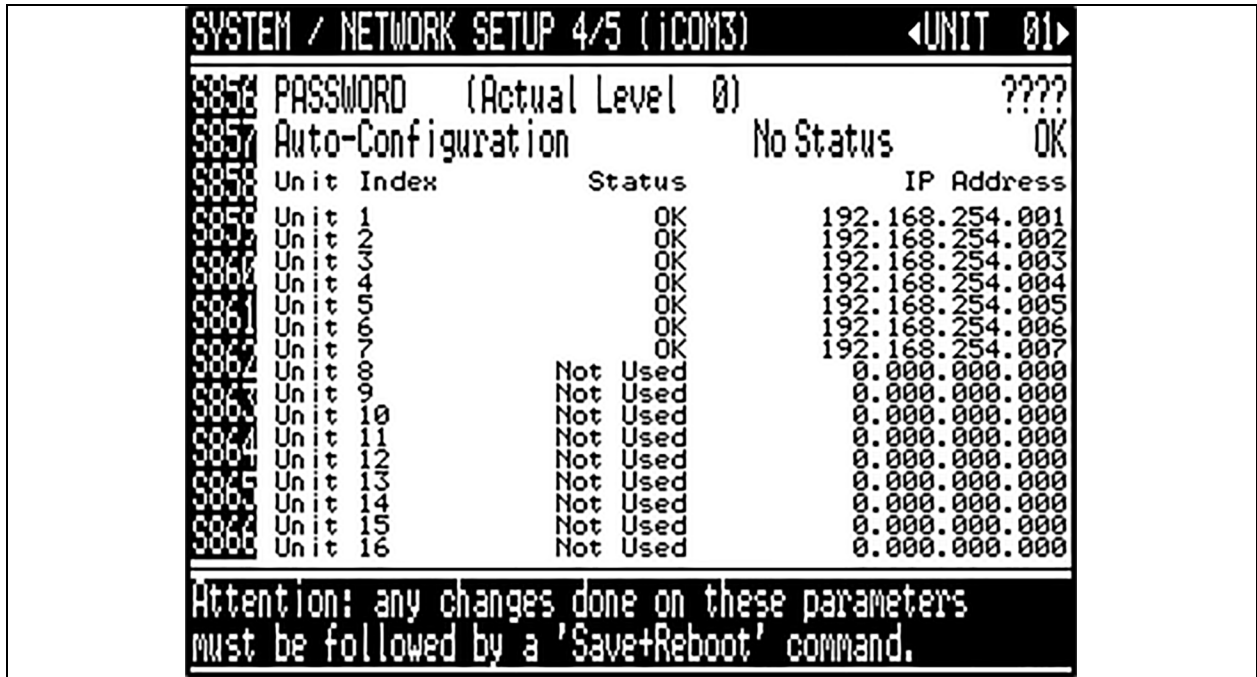 SYSTEM / NETWORK SETUP 4/5 (iCOM3) ◀UNIT 01▶
S856 PASSWORD (Actual Level 0) ????
S857 Auto-Configuration No Status OK
S858 Unit Index Status IP Address
S859 Unit 1 OK 192.168.254.001
Unit 2 OK 192.168.254.002
S860 Unit 3 OK 192.168.254.003
Unit 4 OK 192.168.254.004
S861 Unit 5 OK 192.168.254.005
Unit 6 OK 192.168.254.006
S862 Unit 7 OK 192.168.254.007
Unit 8 Not Used 0.000.000.000
S863 Unit 9 Not Used 0.000.000.000
Unit 10 Not Used 0.000.000.000
S864 Unit 11 Not Used 0.000.000.000
Unit 12 Not Used 0.000.000.000
S865 Unit 13 Not Used 0.000.000.000
Unit 14 Not Used 0.000.000.000
S866 Unit 15 Not Used 0.000.000.000
Unit 16 Not Used 0.000.000.000
Attention: any changes done on these parameters
must be followed by a 'Save+Reboot' command.